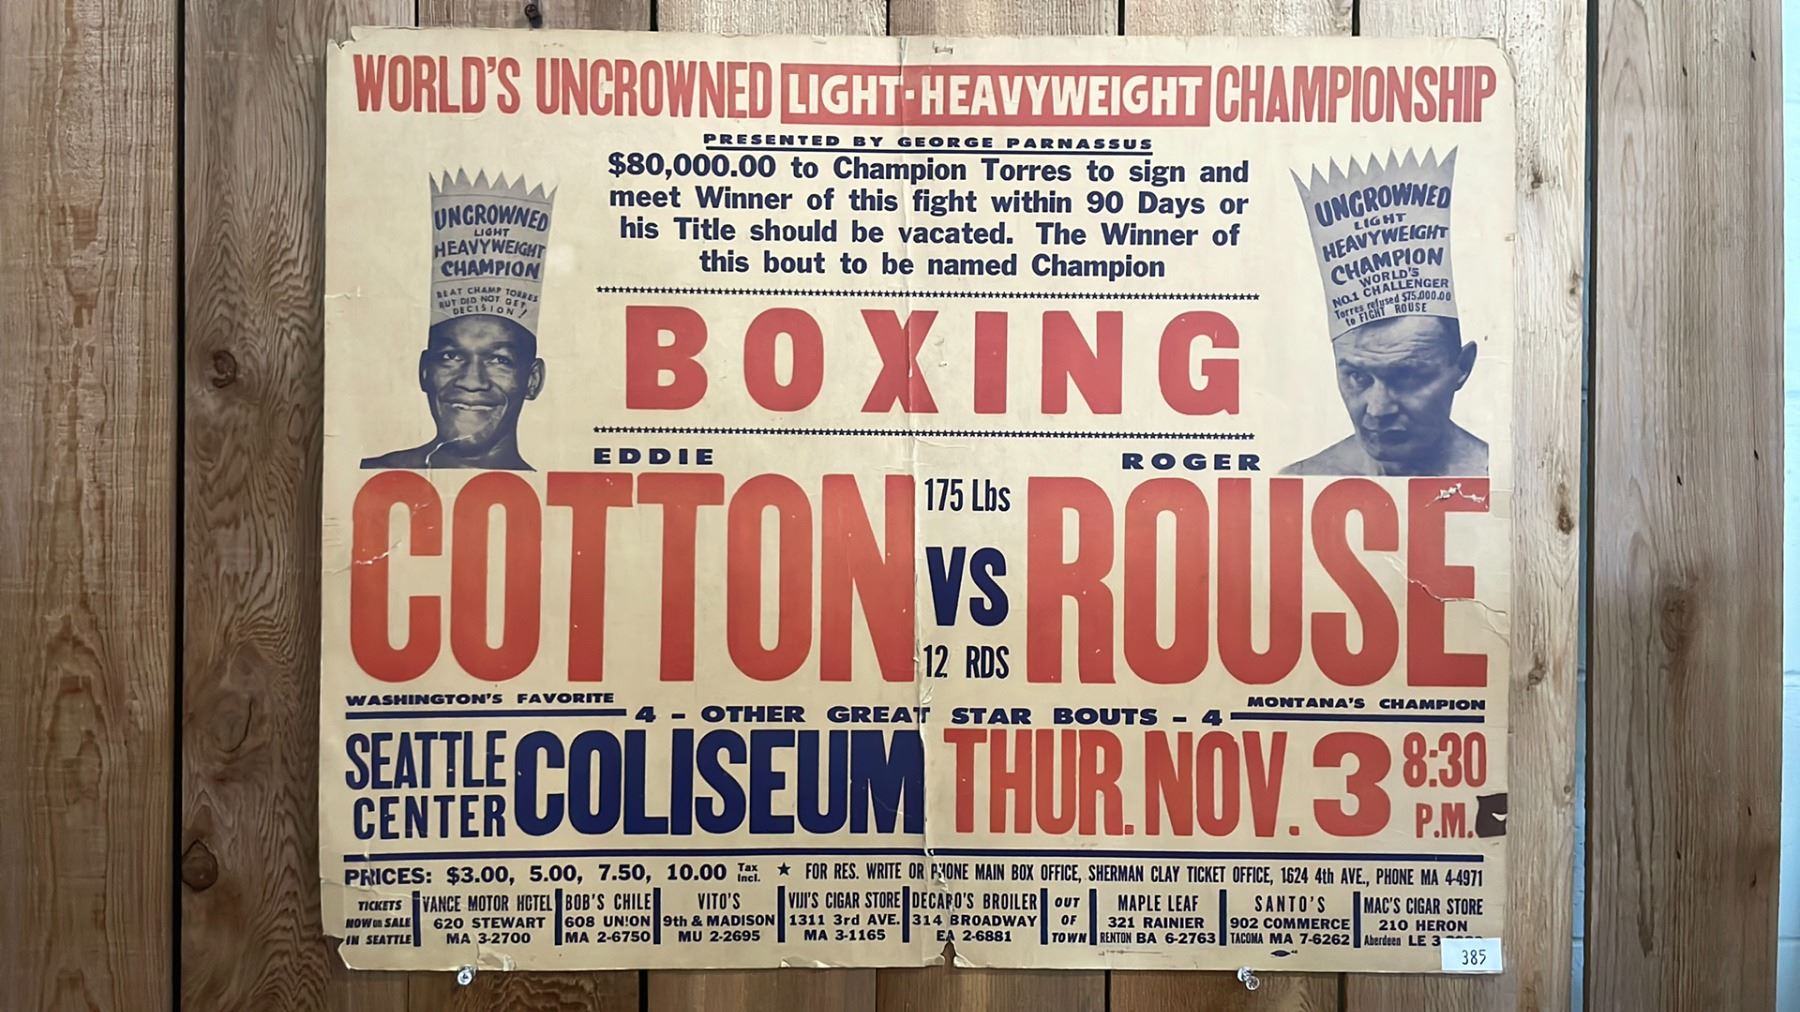 WORLD'S UNCROWNED LIGHT-HEAVYWEIGHT CHAMPIONSHIP
PRESENTED BY GEORGE PARNASSUS
$80,000.00 to Champion Torres to sign and
meet Winner of this fight within 90 Days or
his Title should be vacated. The Winner of
this bout to be named Champion
UNCROWNED
LIGHT
HEAVYWEIGHT
CHAMPION
BEAT CHAMP TORRES
BUT DID NOT GET
DECISION!
UNCROWNED
LIGHT
HEAVYWEIGHT
CHAMPION
WORLD'S
NO.1 CHALLENGER
Torres refused $75,000.00
to FIGHT ROUSE
BOXING
EDDIE
COTTON
175 Lbs
VS
12 RDS
ROGER
ROUSE
WASHINGTON'S FAVORITE
MONTANA'S CHAMPION
4 - OTHER GREAT STAR BOUTS - 4
SEATTLE
CENTER
COLISEUM
THUR. NOV. 3
8:30
P.M.
PRICES: $3.00, 5.00, 7.50, 10.00 Tax Incl. ★ FOR RES. WRITE OR PHONE MAIN BOX OFFICE, SHERMAN CLAY TICKET OFFICE, 1624 4th AVE., PHONE MA 4-4971
TICKETS
NOW on SALE
IN SEATTLE
VANCE MOTOR HOTEL
620 STEWART
MA 3-2700
BOB'S CHILE
608 UNION
MA 2-6750
VITO'S
9th & MADISON
MU 2-2695
VIJI'S CIGAR STORE
1311 3rd AVE.
MA 3-1165
DECARO'S BROILER
314 BROADWAY
EA 2-6881
OUT
OF
TOWN
MAPLE LEAF
321 RAINIER
RENTON BA 6-2763
SANTO'S
902 COMMERCE
TACOMA MA 7-6262
MAC'S CIGAR STORE
210 HERON
Aberdeen LE
385